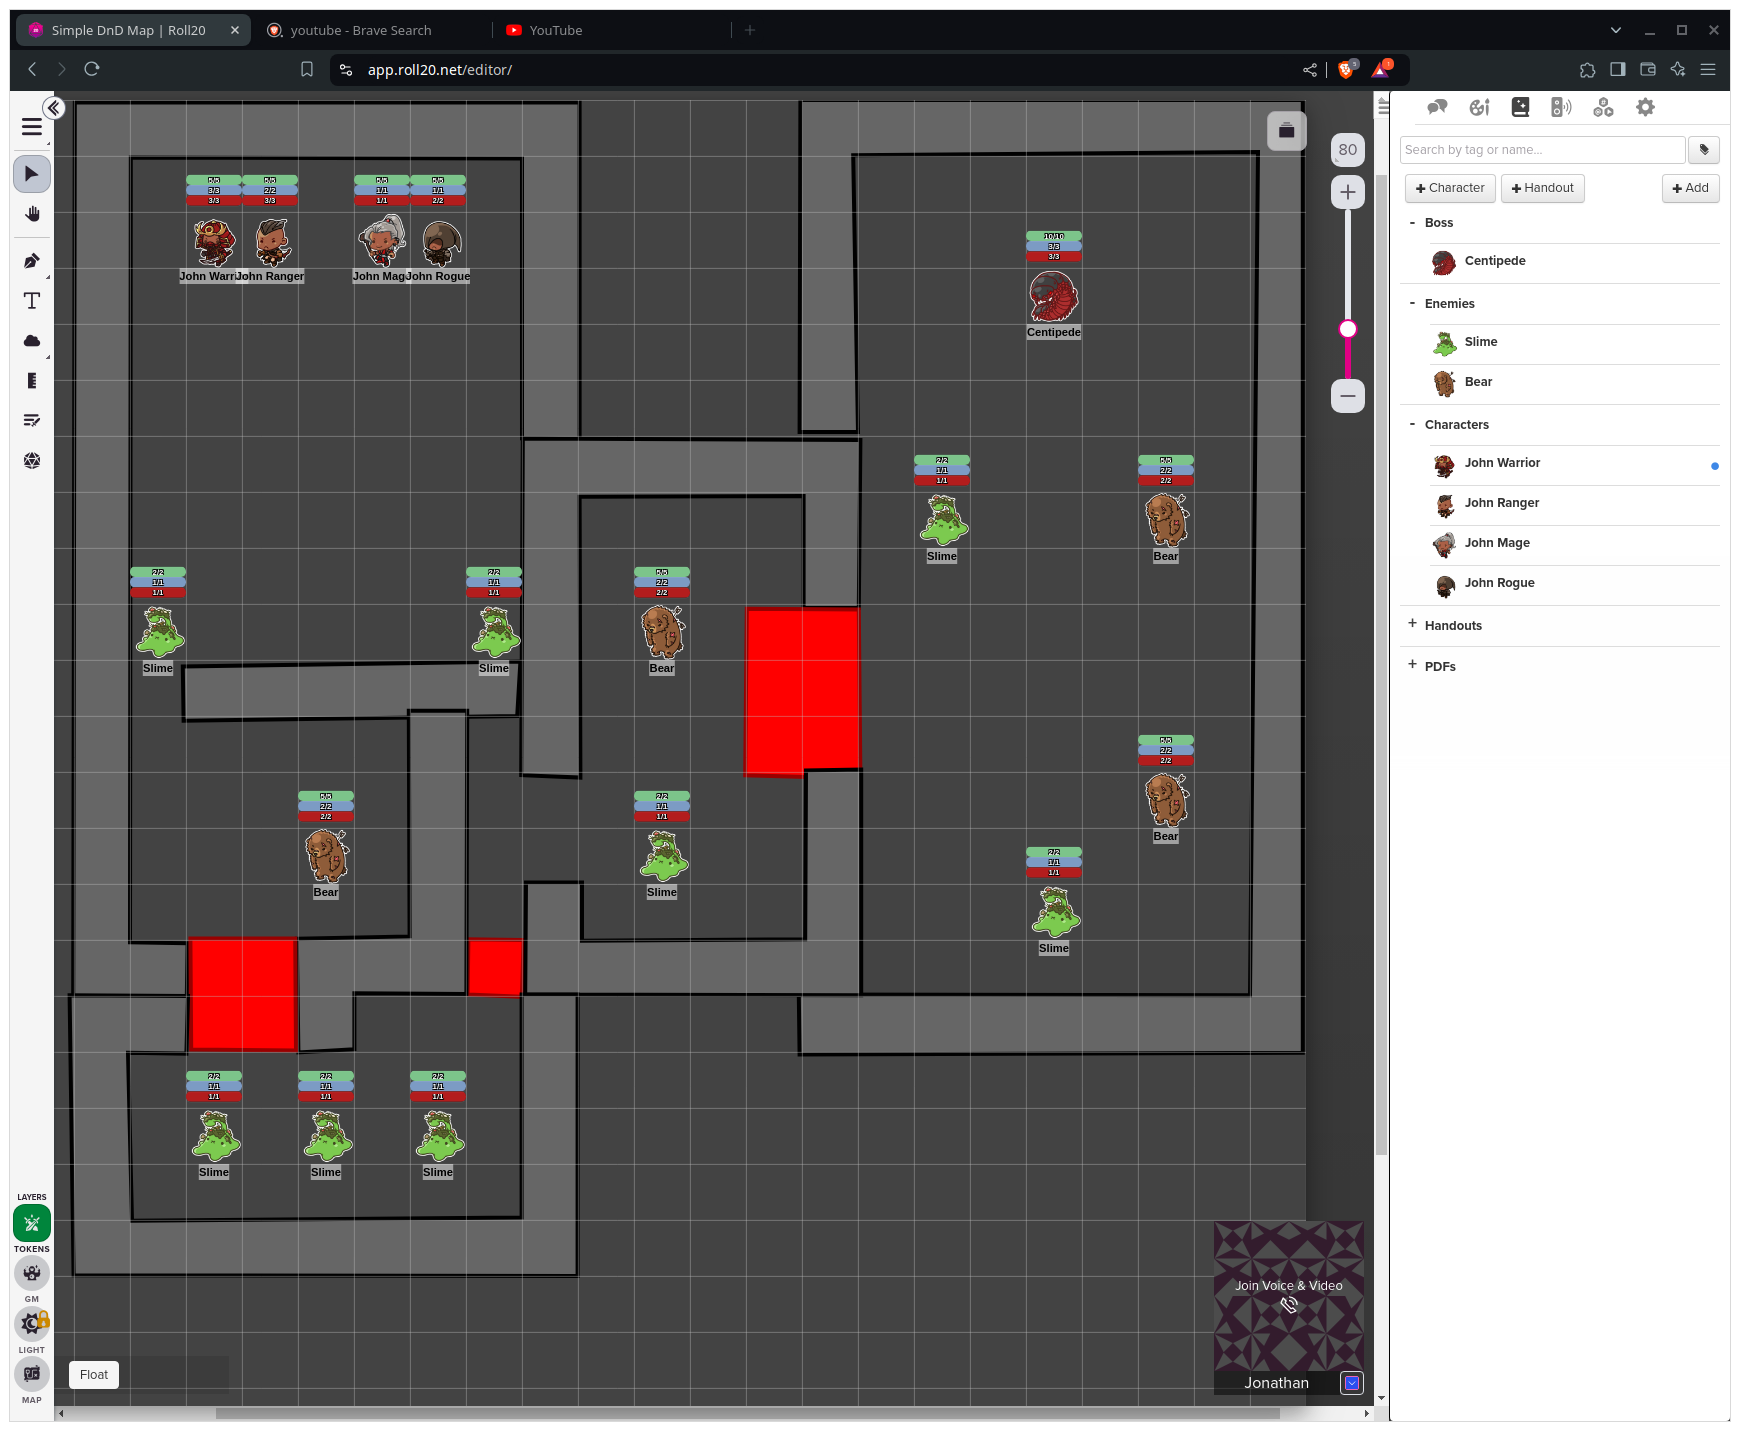 Simple DnD Map | Roll20
youtube - Brave Search
YouTube
app.roll20.net/editor/
5
1
80
Search by tag or name...
+ Character
+ Handout
+ Add
- Boss
Centipede
- Enemies
Slime
Bear
- Characters
John Warrior
John Ranger
John Mage
John Rogue
+ Handouts
+ PDFs
5/5
3/3
3/3
5/5
2/2
3/3
5/5
1/1
1/1
5/5
1/1
2/2
John Warri
John Ranger
John Mag
John Rogue
10/10
3/3
3/3
Centipede
2/2
1/1
1/1
Slime
5/5
2/2
2/2
Bear
2/2
1/1
1/1
Slime
2/2
1/1
1/1
Slime
5/5
2/2
2/2
Bear
5/5
2/2
2/2
Bear
5/5
2/2
2/2
Bear
2/2
1/1
1/1
Slime
2/2
1/1
1/1
Slime
2/2
1/1
1/1
Slime
2/2
1/1
1/1
Slime
2/2
1/1
1/1
Slime
LAYERS
TOKENS
GM
LIGHT
MAP
Float
Join Voice & Video
Jonathan